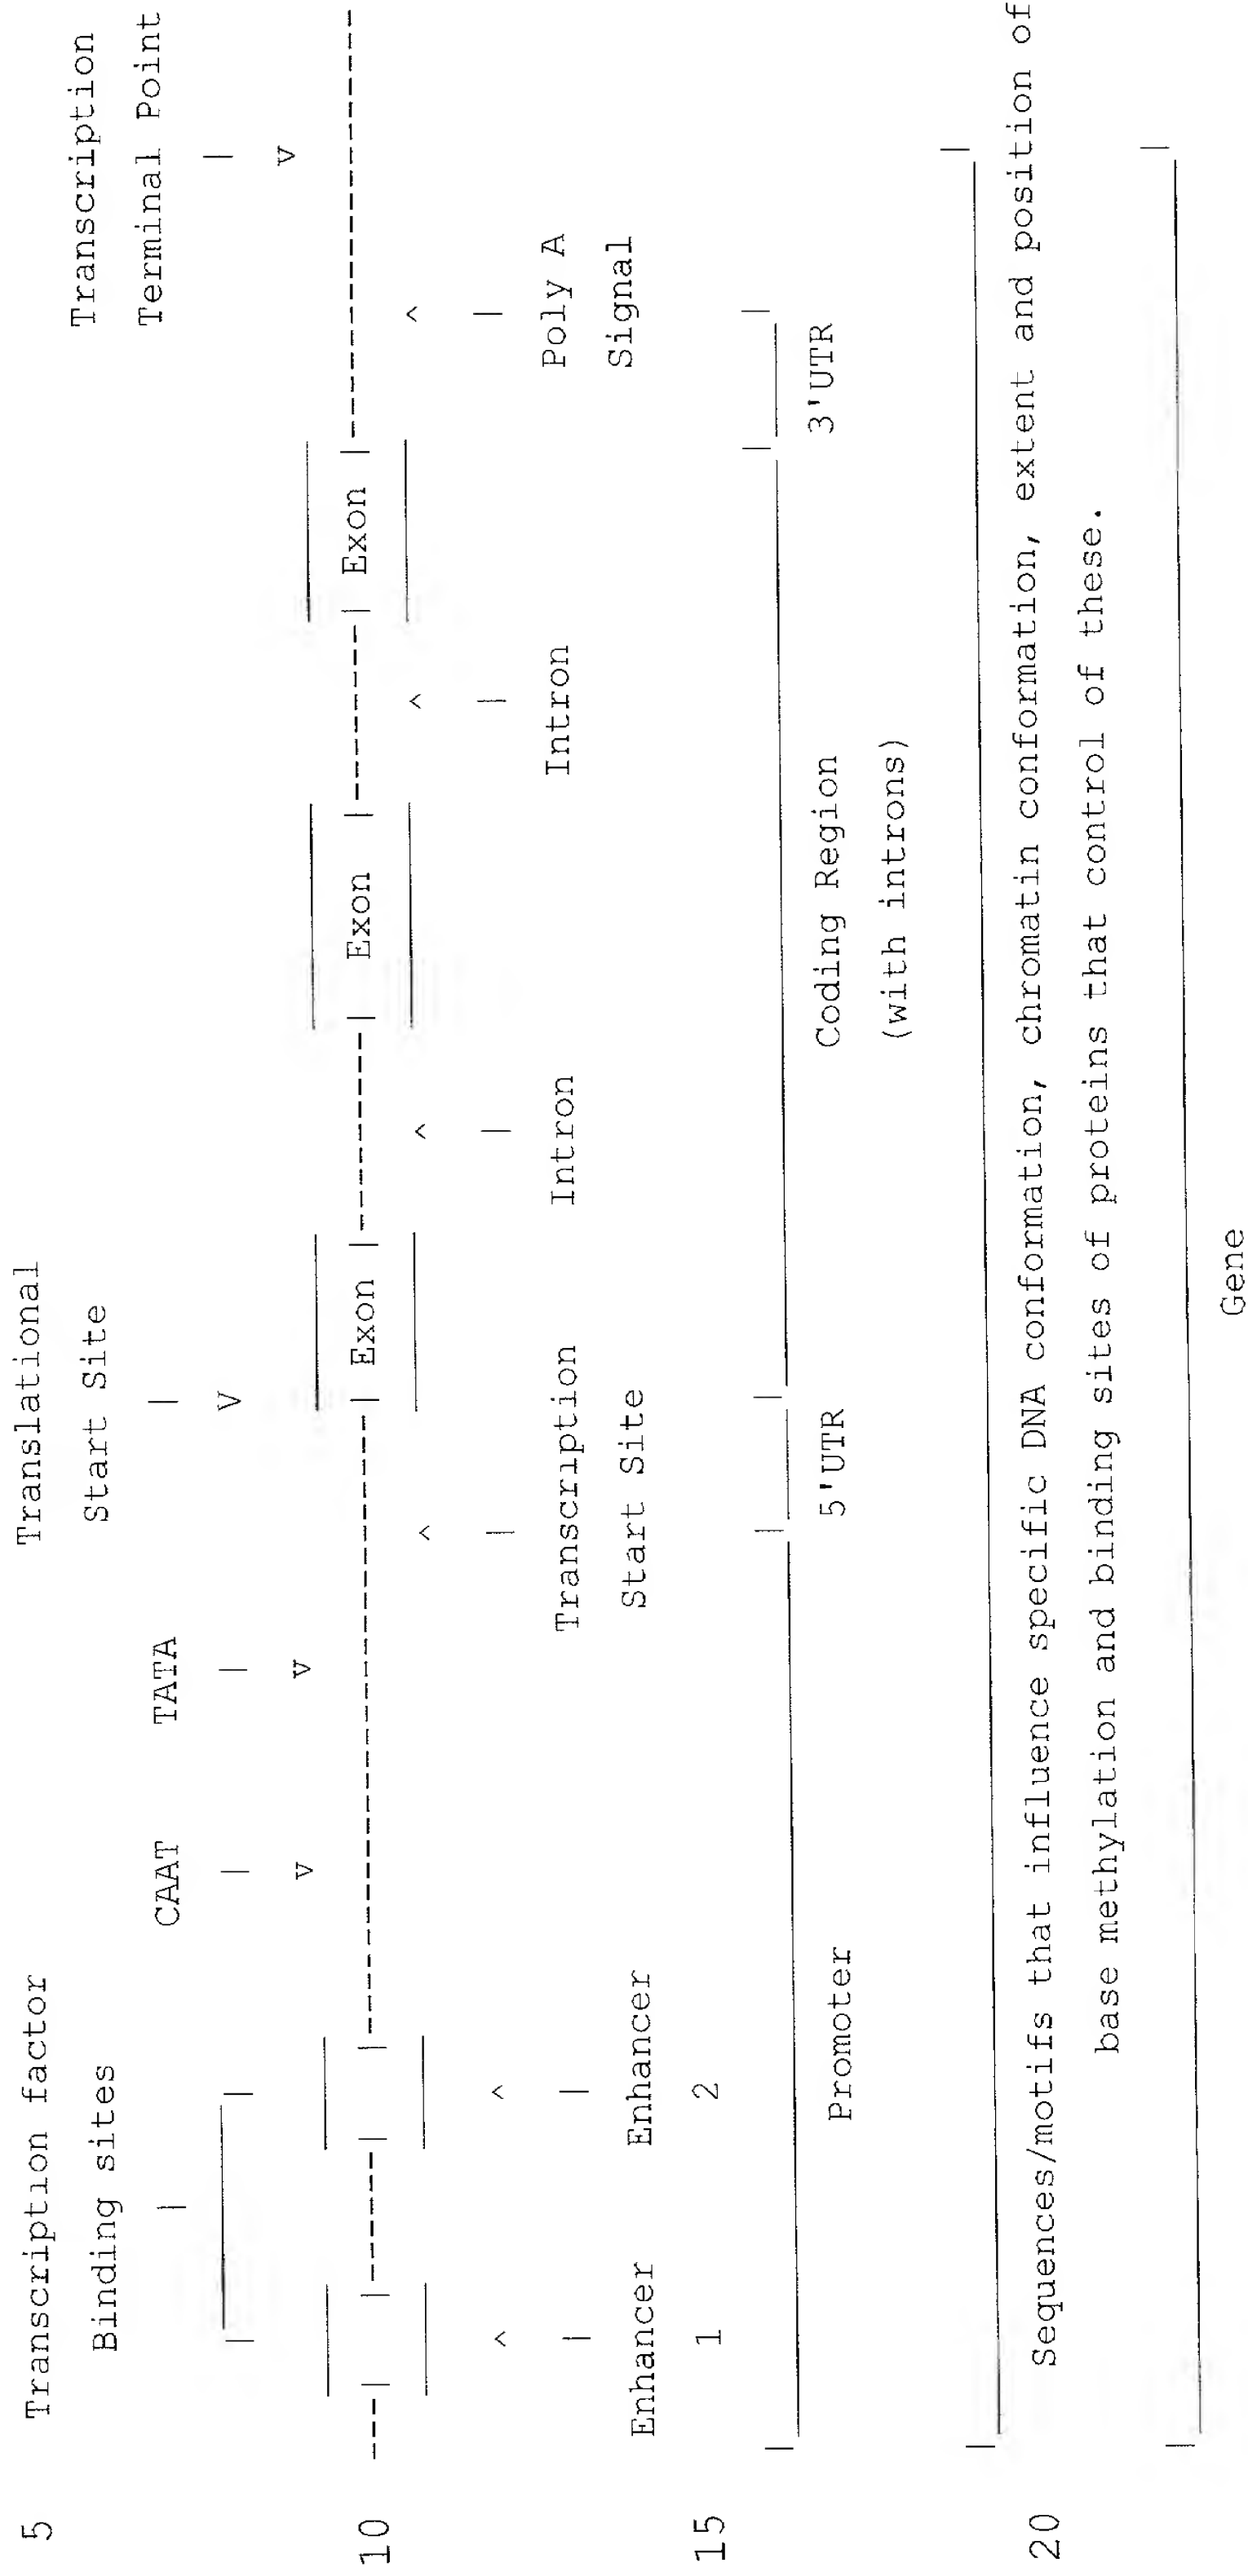 5 Transcription factor Translational Transcription
Binding sites CAAT TATA Start Site Terminal Point
10 Exon Exon Exon
Transcription Intron Intron Poly A
Enhancer Enhancer Start Site Signal
15 1 2
Promoter 5'UTR Coding Region 3'UTR
(with introns)
20 Sequences/motifs that influence specific DNA conformation, chromatin conformation, extent and position of
base methylation and binding sites of proteins that control of these.
Gene